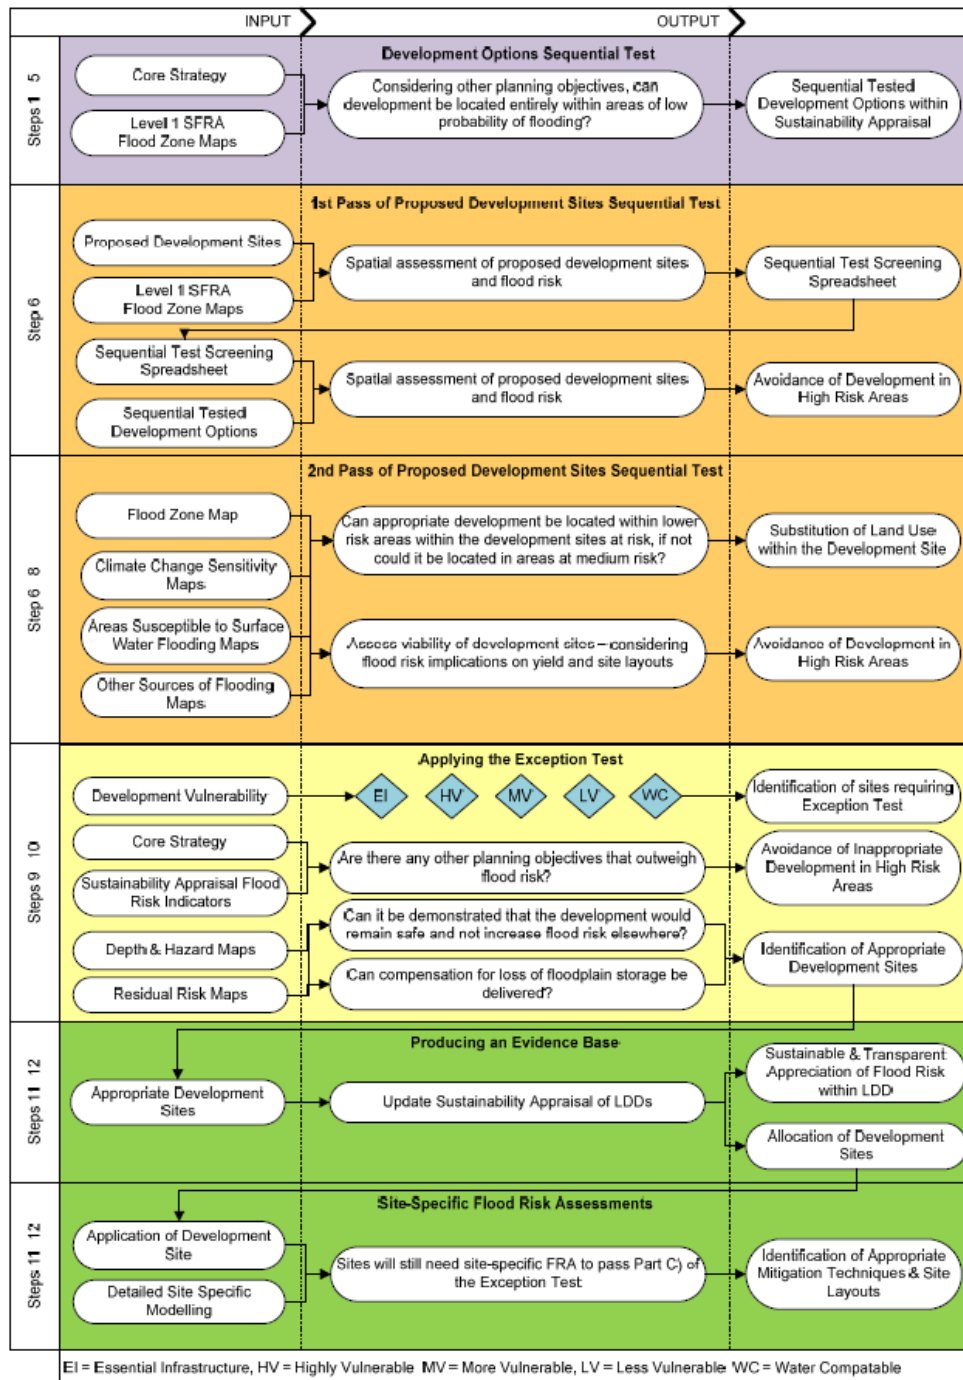 INPUT
OUTPUT
Steps 1 5
Development Options Sequential Test
Core Strategy
Level 1 SFRA
Flood Zone Maps
Considering other planning objectives, can
development be located entirely within areas of low
probability of flooding?
Sequential Tested
Development Options within
Sustainability Appraisal
Step 6
1st Pass of Proposed Development Sites Sequential Test
Proposed Development Sites
Level 1 SFRA
Flood Zone Maps
Spatial assessment of proposed development sites
and flood risk
Sequential Test Screening
Spreadsheet
Sequential Test Screening
Spreadsheet
Sequential Tested
Development Options
Spatial assessment of proposed development sites
and flood risk
Avoidance of Development in
High Risk Areas
Step 6 8
2nd Pass of Proposed Development Sites Sequential Test
Flood Zone Map
Climate Change Sensitivity
Maps
Areas Susceptible to Surface
Water Flooding Maps
Other Sources of Flooding
Maps
Can appropriate development be located within lower
risk areas within the development sites at risk, if not
could it be located in areas at medium risk?
Substitution of Land Use
within the Development Site
Assess viability of development sites – considering
flood risk implications on yield and site layouts
Avoidance of Development in
High Risk Areas
Steps 9 10
Applying the Exception Test
Development Vulnerability
EI
HV
MV
LV
WC
Identification of sites requiring
Exception Test
Core Strategy
Sustainability Appraisal Flood
Risk Indicators
Are there any other planning objectives that outweigh
flood risk?
Avoidance of Inappropriate
Development in High Risk
Areas
Depth & Hazard Maps
Residual Risk Maps
Can it be demonstrated that the development would
remain safe and not increase flood risk elsewhere?
Can compensation for loss of floodplain storage be
delivered?
Identification of Appropriate
Development Sites
Steps 11 12
Producing an Evidence Base
Appropriate Development
Sites
Update Sustainability Appraisal of LDDs
Sustainable & Transparent
Appreciation of Flood Risk
within LDD
Allocation of Development
Sites
Steps 11 12
Site-Specific Flood Risk Assessments
Application of Development
Site
Detailed Site Specific
Modelling
Sites will still need site-specific FRA to pass Part C) of
the Exception Test
Identification of Appropriate
Mitigation Techniques & Site
Layouts
EI = Essential Infrastructure, HV = Highly Vulnerable MV = More Vulnerable, LV = Less Vulnerable WC = Water Compatable